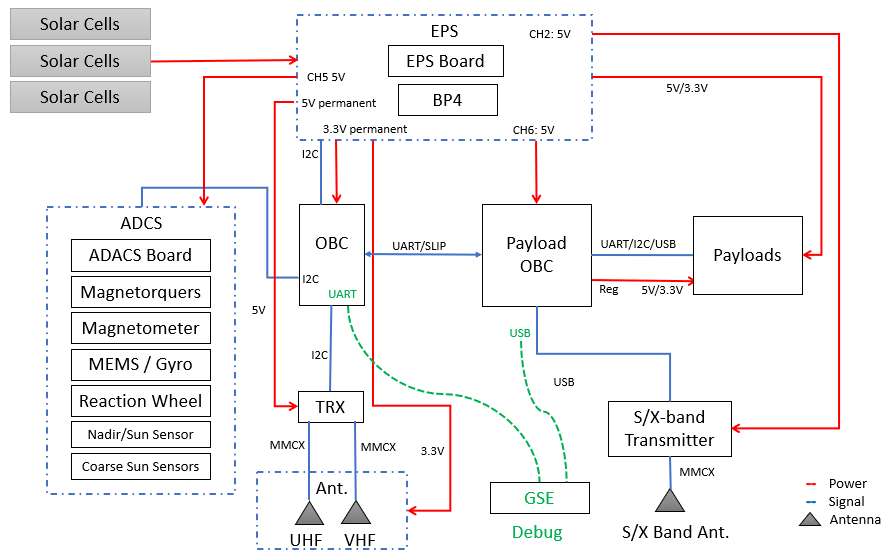 Solar Cells
Solar Cells
Solar Cells
EPS
CH2: 5V
EPS Board
CH5 5V
BP4
5V permanent
3.3V permanent
CH6: 5V
5V/3.3V
I2C
ADCS
ADACS Board
Magnetorquers
Magnetometer
MEMS / Gyro
Reaction Wheel
Nadir/Sun Sensor
Coarse Sun Sensors
OBC
I2C
UART
UART/SLIP
Payload
OBC
UART/I2C/USB
Reg
5V/3.3V
Payloads
5V
I2C
USB
USB
TRX
S/X-band
Transmitter
MMCX
MMCX
3.3V
MMCX
Ant.
UHF
VHF
GSE
Debug
S/X Band Ant.
Power
Signal
Antenna